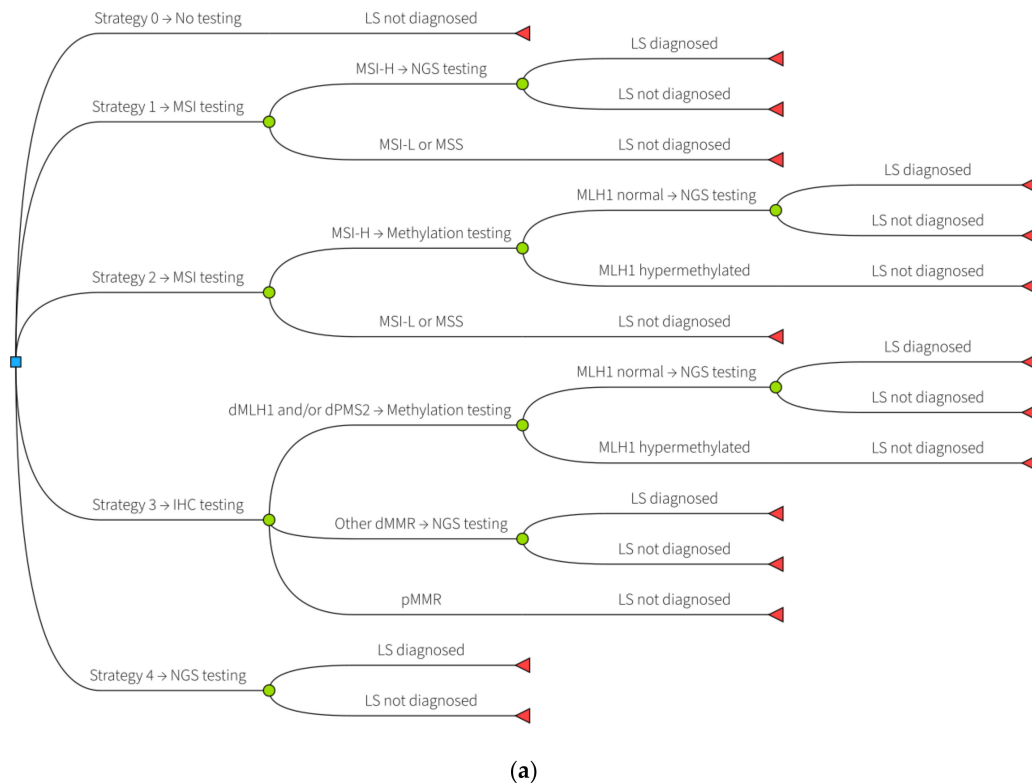 Strategy 0 → No testing
LS not diagnosed
LS diagnosed
MSI-H → NGS testing
LS not diagnosed
Strategy 1 → MSI testing
MSI-L or MSS
LS not diagnosed
LS diagnosed
MLH1 normal → NGS testing
LS not diagnosed
MSI-H → Methylation testing
MLH1 hypermethylated
LS not diagnosed
Strategy 2 → MSI testing
MSI-L or MSS
LS not diagnosed
LS diagnosed
MLH1 normal → NGS testing
LS not diagnosed
dMLH1 and/or dPMS2 → Methylation testing
MLH1 hypermethylated
LS not diagnosed
Strategy 3 → IHC testing
LS diagnosed
Other dMMR → NGS testing
LS not diagnosed
pMMR
LS not diagnosed
LS diagnosed
Strategy 4 → NGS testing
LS not diagnosed
(a)